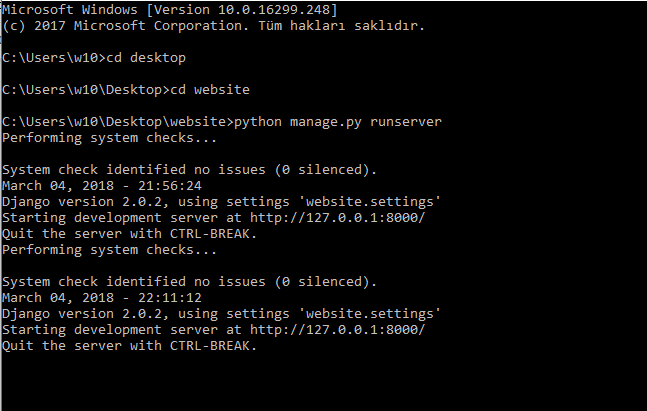 Microsoft Windows [Version 10.0.16299.248]
(c) 2017 Microsoft Corporation. Tüm hakları saklıdır.
C:\Users\w10>cd desktop
C:\Users\w10\Desktop>cd website
C:\Users\w10\Desktop\website>python manage.py runserver
Performing system checks...
System check identified no issues (0 silenced).
March 04, 2018 - 21:56:24
Django version 2.0.2, using settings 'website.settings'
Starting development server at http://127.0.0.1:8000/
Quit the server with CTRL-BREAK.
Performing system checks...
System check identified no issues (0 silenced).
March 04, 2018 - 22:11:12
Django version 2.0.2, using settings 'website.settings'
Starting development server at http://127.0.0.1:8000/
Quit the server with CTRL-BREAK.